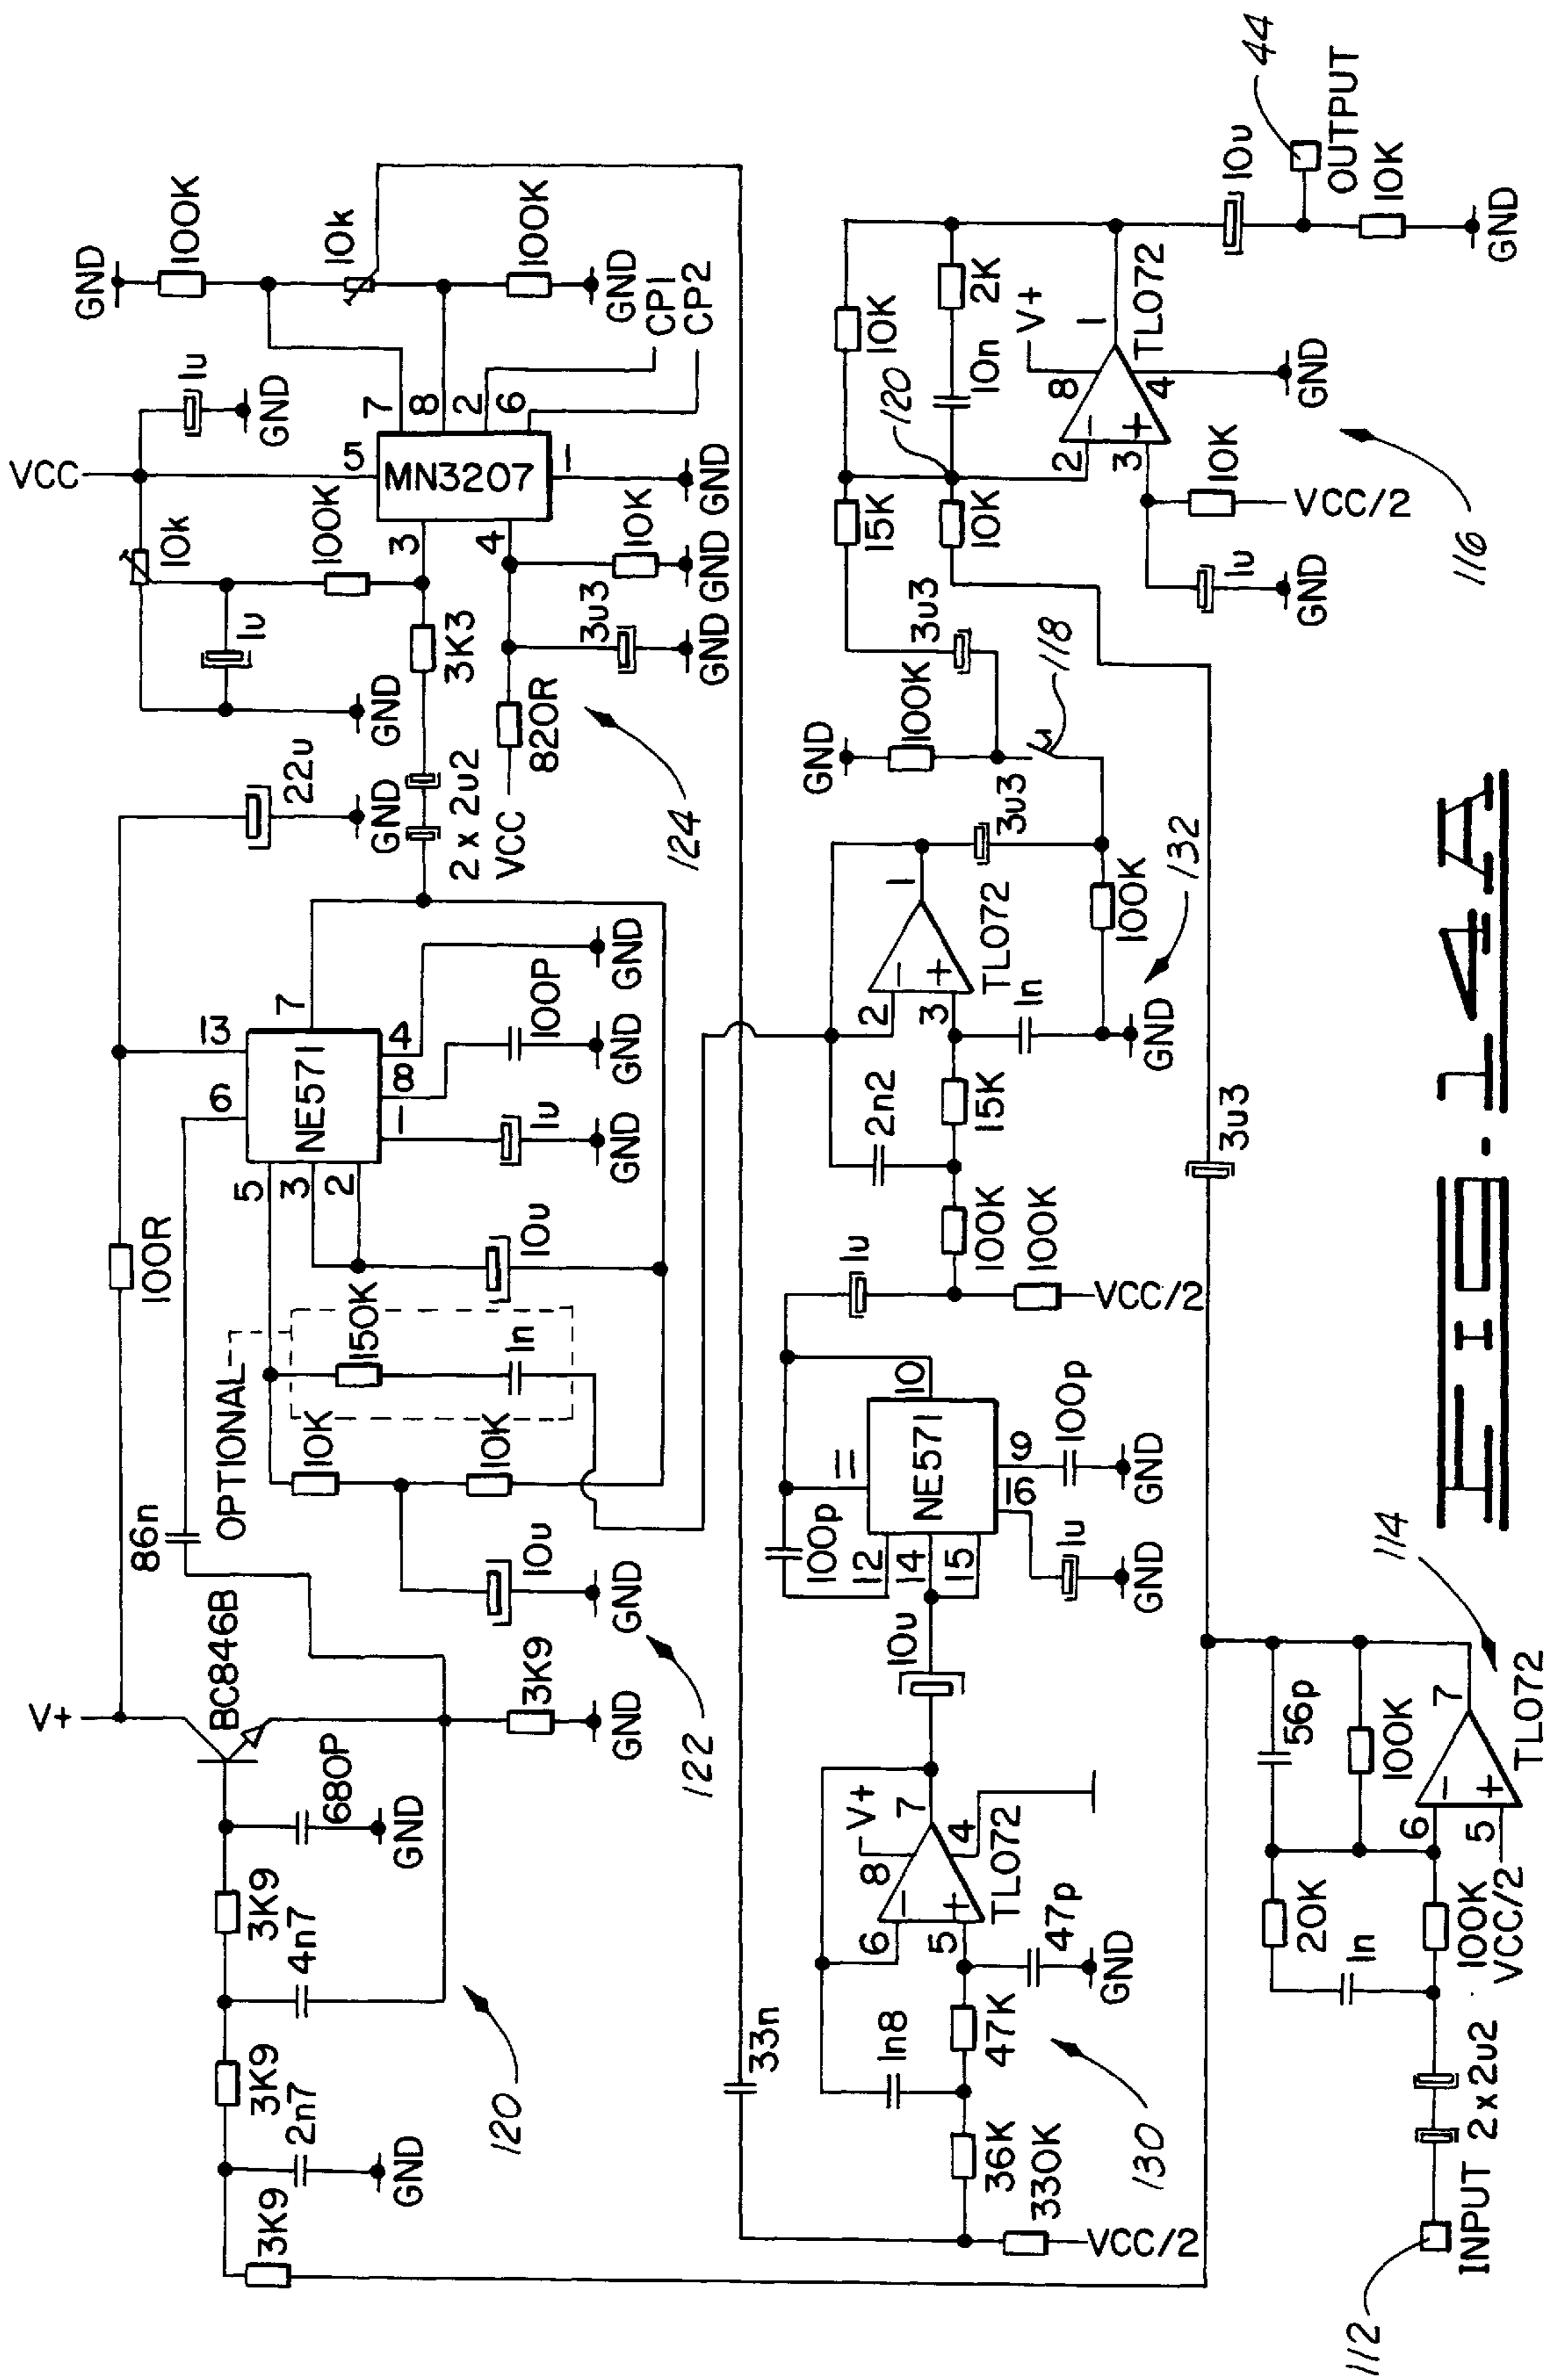 GND
100K
10k
100K
GND
CP1
CP2
1u
GND
VCC
5
7
8
2
6
MN3207
1
GND
3
4
10k
100K
1u
GND
3K3
10K
GND
3u3
GND
820R
VCC
124
22u
GND
2 x 2u2
13
6
7
NE571
4
8
1
GND
100P
GND
1u
GND
5
3
2
100R
10u
OPTIONAL
150K
1n
10K
10K
10u
GND
86n
V+
BC846B
3K9
GND
122
680P
GND
3K9
4n7
3K9
2n7
GND
3K9
120
33n
44
10u
OUTPUT
10K
GND
10K
2K
10n
120
V+
1
8
TL072
4
GND
2
3
10K
VCC/2
1u
GND
116
15K
10K
3u3
GND
100K
118
3u3
1
TL072
2
3
100K
1n
GND
132
2n2
15K
100K
100K
VCC/2
1u
3u3
10
11
NE571
9
16
100p
GND
1u
GND
100p
12
14
15
10u
V+
8
7
4
TL072
6
5
47p
GND
1n8
47K
36K
330K
VCC/2
130
114
56p
100K
7
TL072
6
5
VCC/2
20K
100K
1n
2x2u2
INPUT
112
FIG-14A